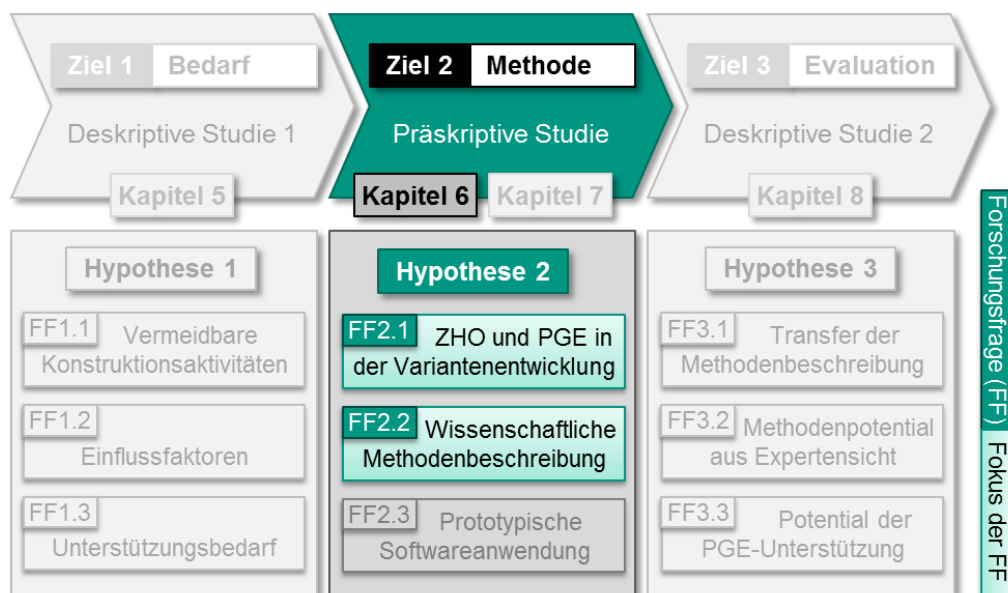 Ziel 1 Bedarf
Deskriptive Studie 1
Kapitel 5
Ziel 2 Methode
Präskriptive Studie
Kapitel 6 Kapitel 7
Ziel 3 Evaluation
Deskriptive Studie 2
Kapitel 8
Hypothese 1
FF1.1 Vermeidbare
Konstruktionsaktivitäten
FF1.2
Einflussfaktoren
FF1.3
Unterstützungsbedarf
Hypothese 2
FF2.1 ZHO und PGE in
der Variantenentwicklung
FF2.2 Wissenschaftliche
Methodenbeschreibung
FF2.3 Prototypische
Softwareanwendung
Hypothese 3
FF3.1 Transfer der
Methodenbeschreibung
FF3.2 Methodenpotential
aus Expertensicht
FF3.3 Potential der
PGE-Unterstützung
Forschungsfrage (FF) Fokus der FF